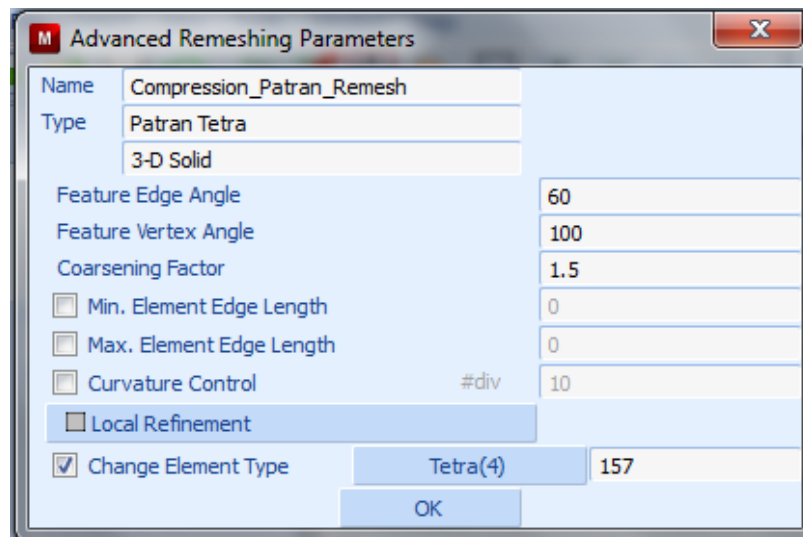 M Advanced Remeshing Parameters X
Name Compression_Patran_Remesh
Type Patran Tetra
3-D Solid
Feature Edge Angle 60
Feature Vertex Angle 100
Coarsening Factor 1.5
Min. Element Edge Length 0
Max. Element Edge Length 0
Curvature Control #div 10
Local Refinement
Change Element Type Tetra(4) 157
OK